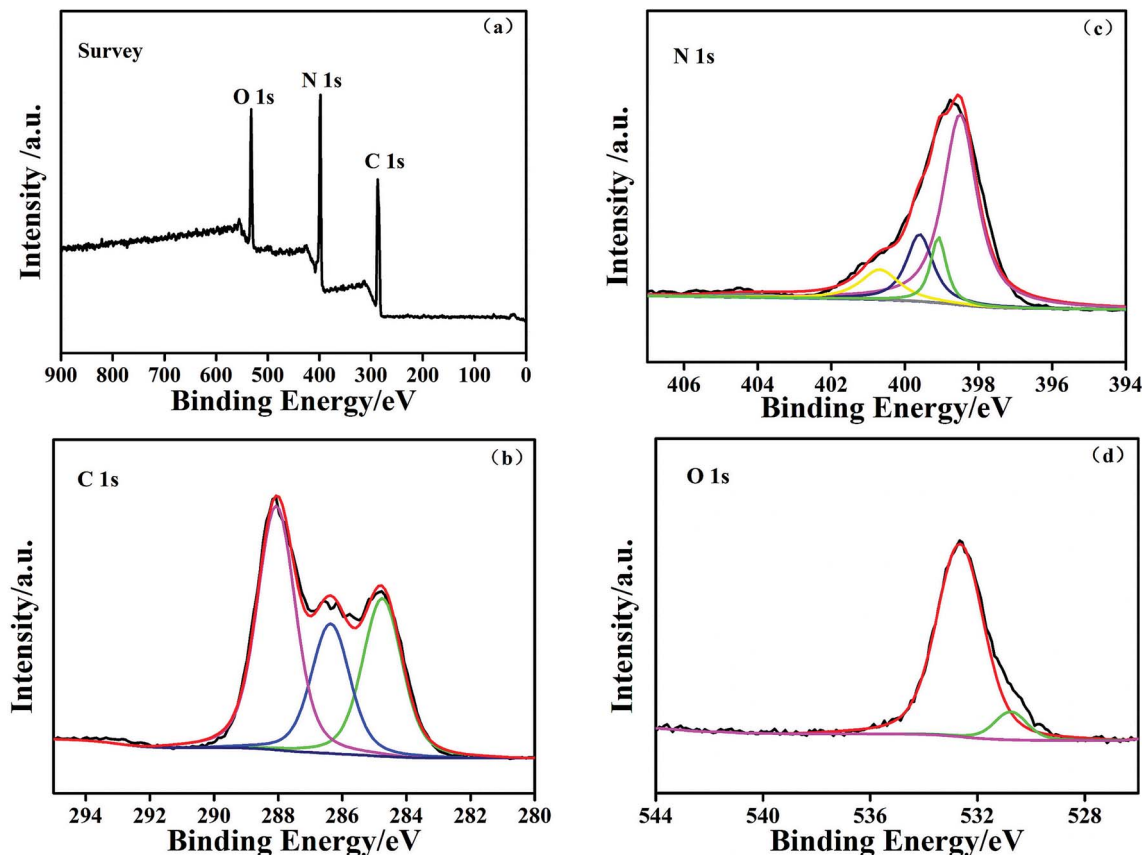 (a)
Survey
O 1s
N 1s
C 1s
Intensity /a.u.
900 800 700 600 500 400 300 200 100 0
Binding Energy/eV
(c)
N 1s
Intensity /a.u.
406 404 402 400 398 396 394
Binding Energy/eV
(b)
C 1s
Intensity/a.u.
294 292 290 288 286 284 282 280
Binding Energy/eV
(d)
O 1s
Intensity/a.u.
544 540 536 532 528
Binding Energy/eV